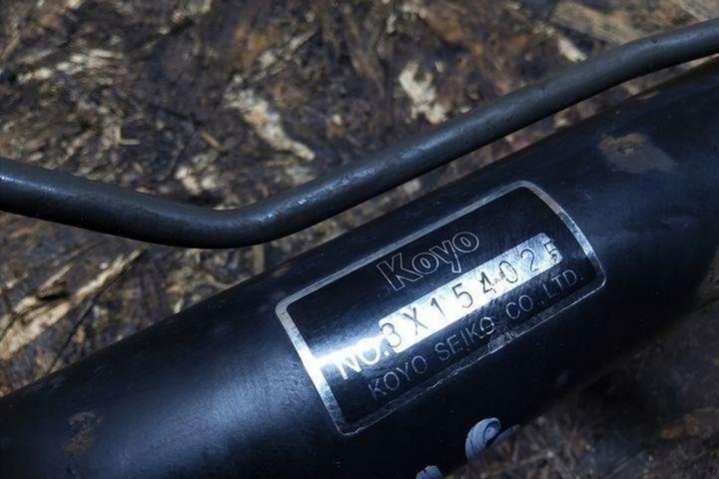 Koyo
NO. 3X154025
KOYO SEIKO CO., LTD.